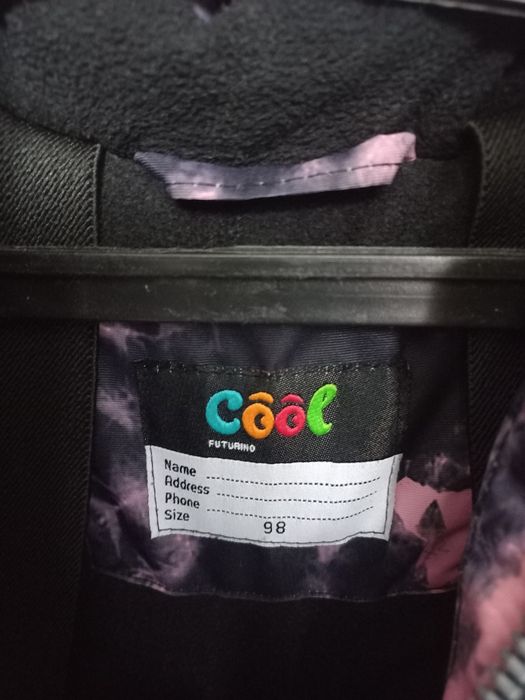 cool
FUTURINO
Name
Address
Phone
Size 98